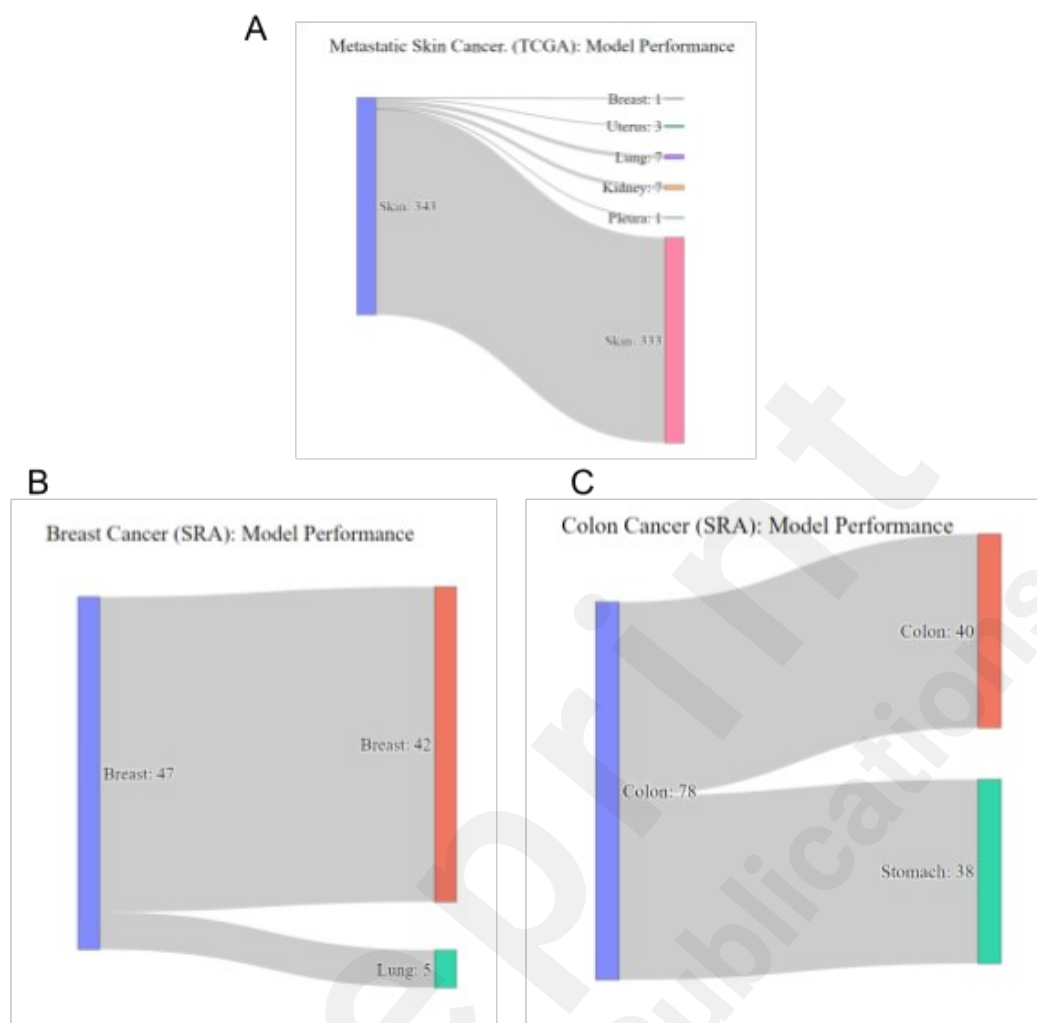 A
Metastatic Skin Cancer. (TCGA): Model Performance
Breast: 1
Uterus: 3
Lung: 7
Kidney: 7
Pleura: 1
Skin: 343
Skin: 333
B
Breast Cancer (SRA): Model Performance
Breast: 47
Breast: 42
Lung: 5
C
Colon Cancer (SRA): Model Performance
Colon: 40
Colon: 78
Stomach: 38
eprint
ublications